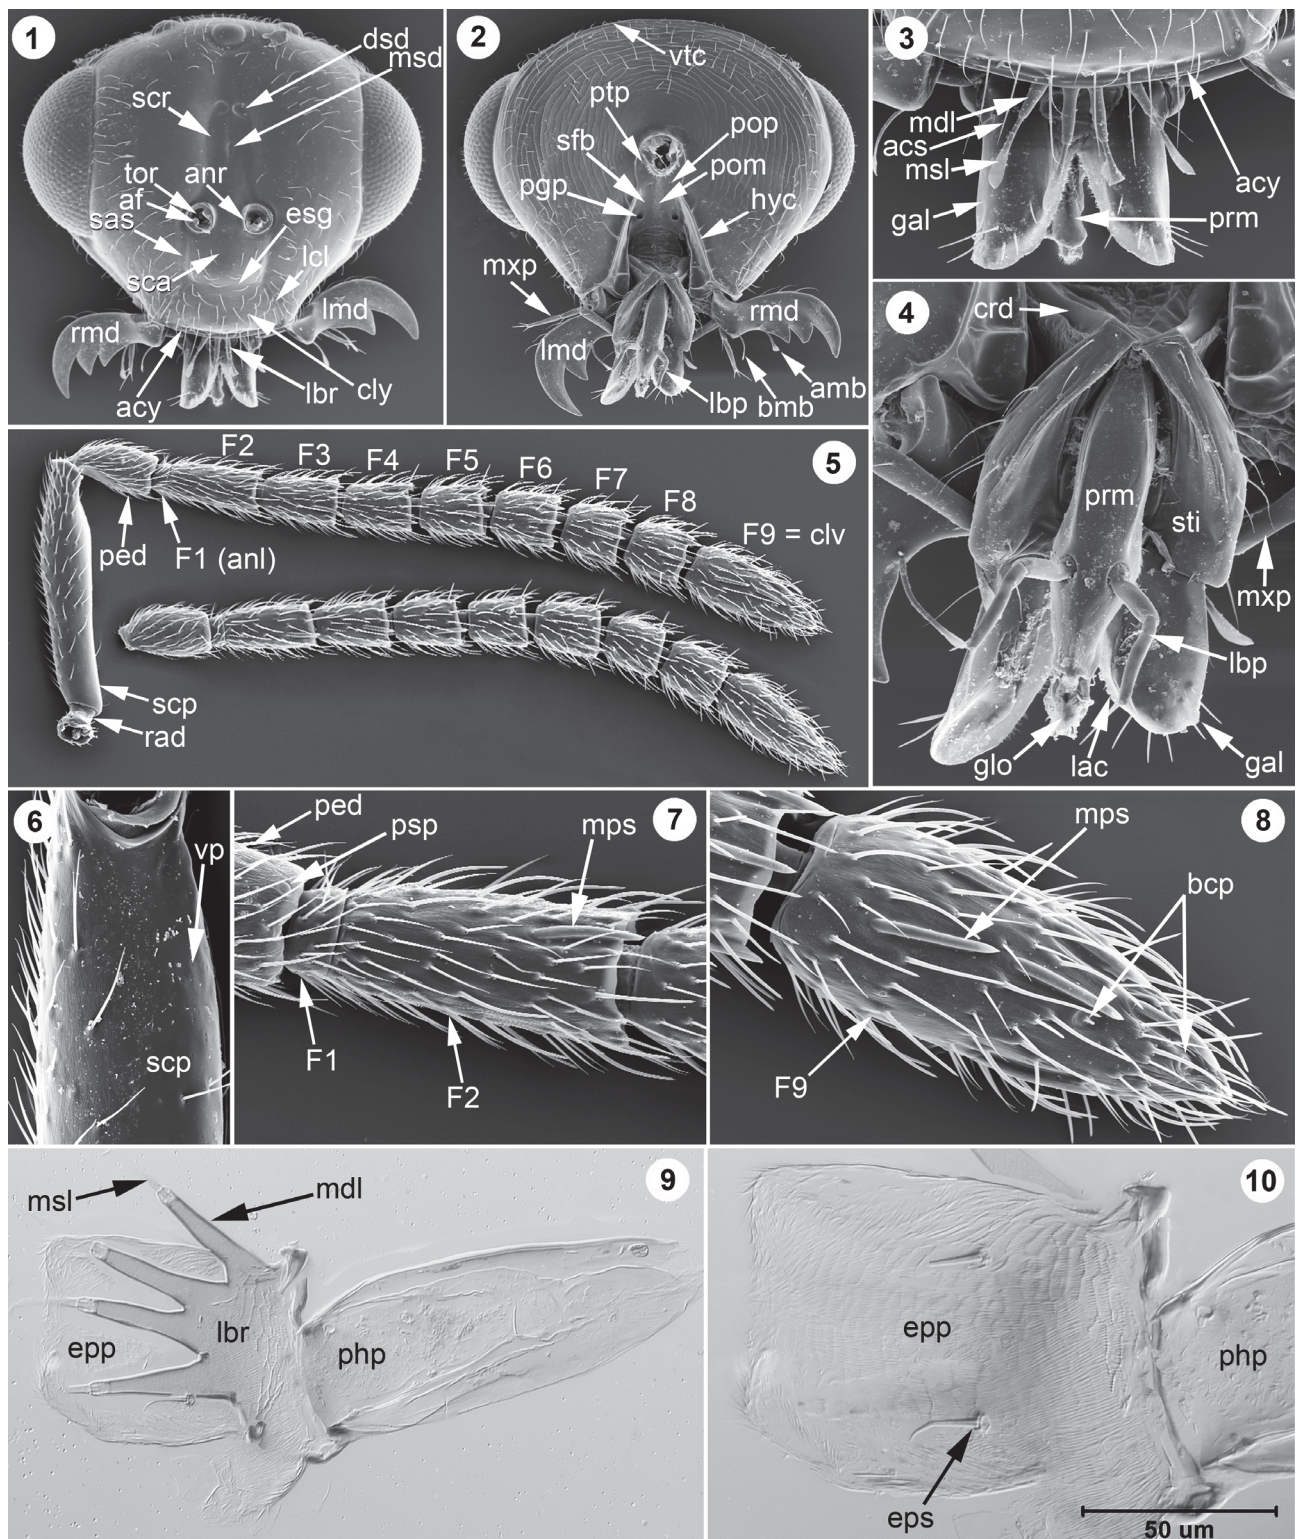 1
dsd
msd
scr
tor
anr
af
sas
esg
sca
lcl
lmd
rmd
acy
lbr
cly
2
vtc
ptp
pop
sfb
pom
pgp
hyc
mxp
rmd
lmd
lbp
bmb
amb
3
mdl
acs
msl
acy
gal
prm
4
crd
prm
sti
mxp
lbp
glo
lac
gal
5
F2
F3
F4
F5
F6
F7
F8
F9 = clv
ped
F1 (anl)
scp
rad
6
vp
scp
7
ped
psp
mps
F1
F2
8
mps
bcp
F9
9
msl
mdl
lbr
epp
php
10
epp
php
eps
50 um